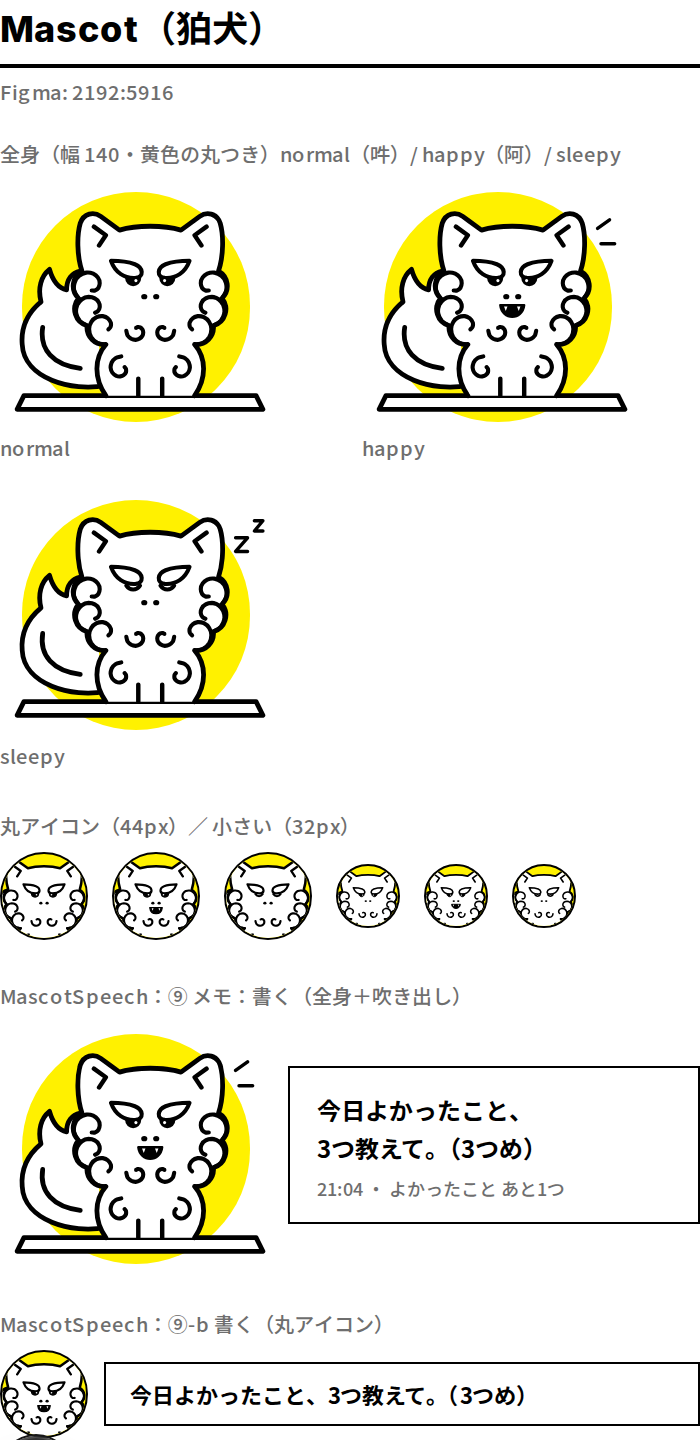 Mascot（狛犬）
Figma: 2192:5916
全身（幅 140・黄色の丸つき）normal（吽）/ happy（阿）/ sleepy
normal
happy
z z
sleepy
丸アイコン（44px）／ 小さい（32px）
MascotSpeech：⑨ メモ：書く（全身＋吹き出し）
今日よかったこと、
3つ教えて。（3つめ）
21:04 ・ よかったこと あと1つ
MascotSpeech：⑨-b 書く（丸アイコン）
今日よかったこと、3つ教えて。（3つめ）